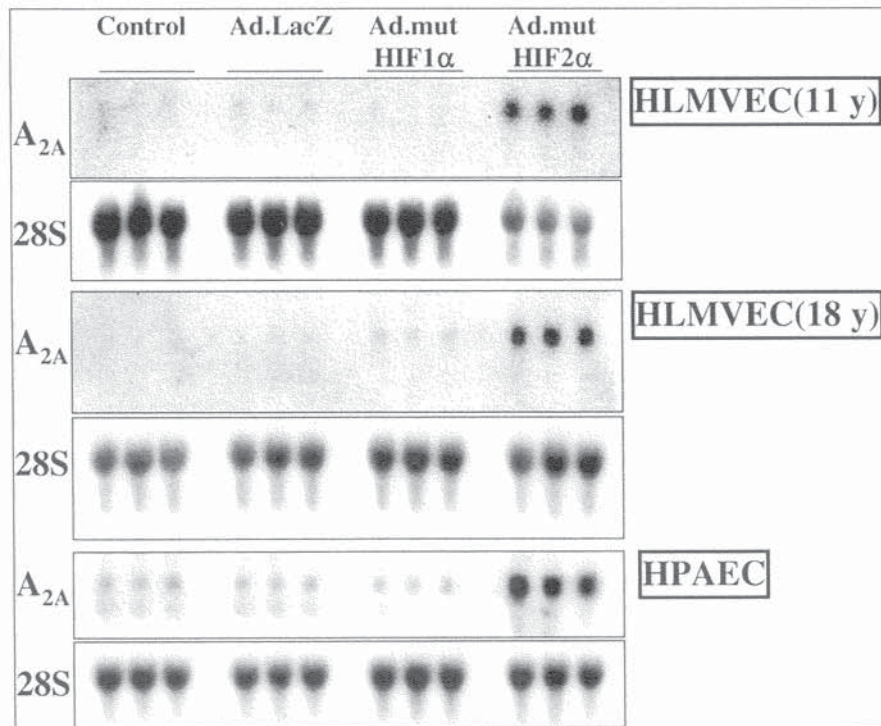 Control Ad.LacZ Ad.mut Ad.mut
HIF1α HIF2α
HLMVEC(11 y)
A2A
28S
HLMVEC(18 y)
A2A
28S
HPAEC
A2A
28S